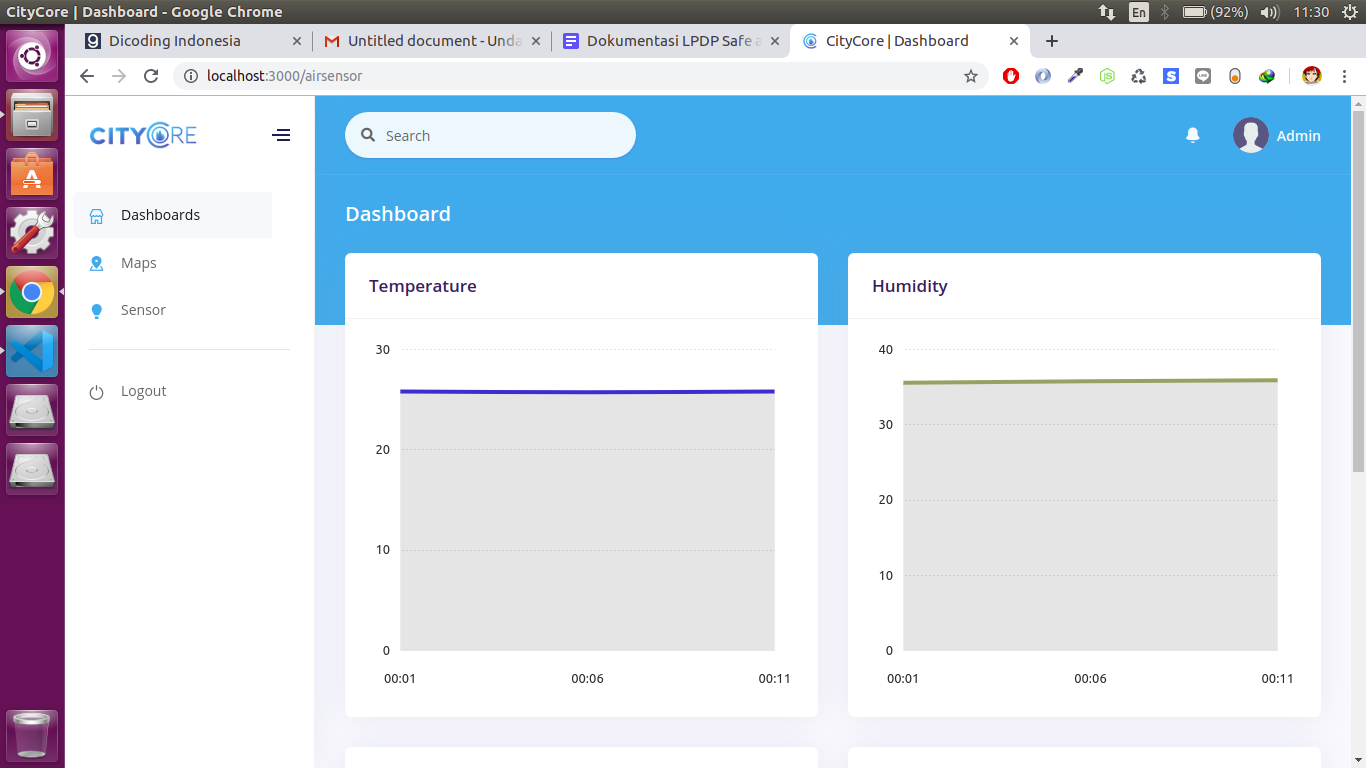 CityCore | Dashboard - Google Chrome
En
(92%)
11:30
Dicoding Indonesia
Untitled document - Unda
Dokumentasi LPDP Safe a
CityCore | Dashboard
localhost:3000/airsensor
CITYCORE
Search
Admin
Dashboards
Maps
Sensor
Logout
Dashboard
Temperature
30
20
10
0
00:01 00:06 00:11
Humidity
40
30
20
10
0
00:01 00:06 00:11